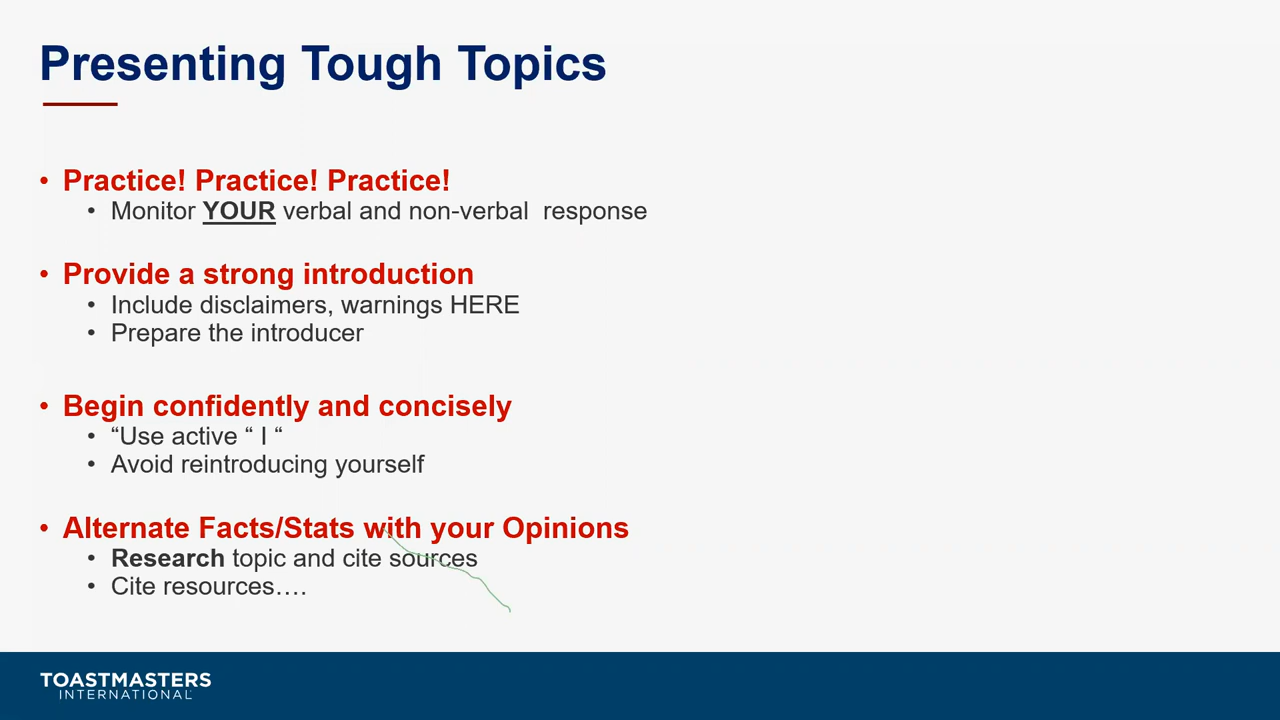 Presenting Tough Topics
• Practice! Practice! Practice!
• Monitor YOUR verbal and non-verbal  response
• Provide a strong introduction
• Include disclaimers, warnings HERE
• Prepare the introducer
• Begin confidently and concisely
• “Use active “ I “
• Avoid reintroducing yourself
• Alternate Facts/Stats with your Opinions
• Research topic and cite sources
• Cite resources….
TOASTMASTERS
INTERNATIONAL